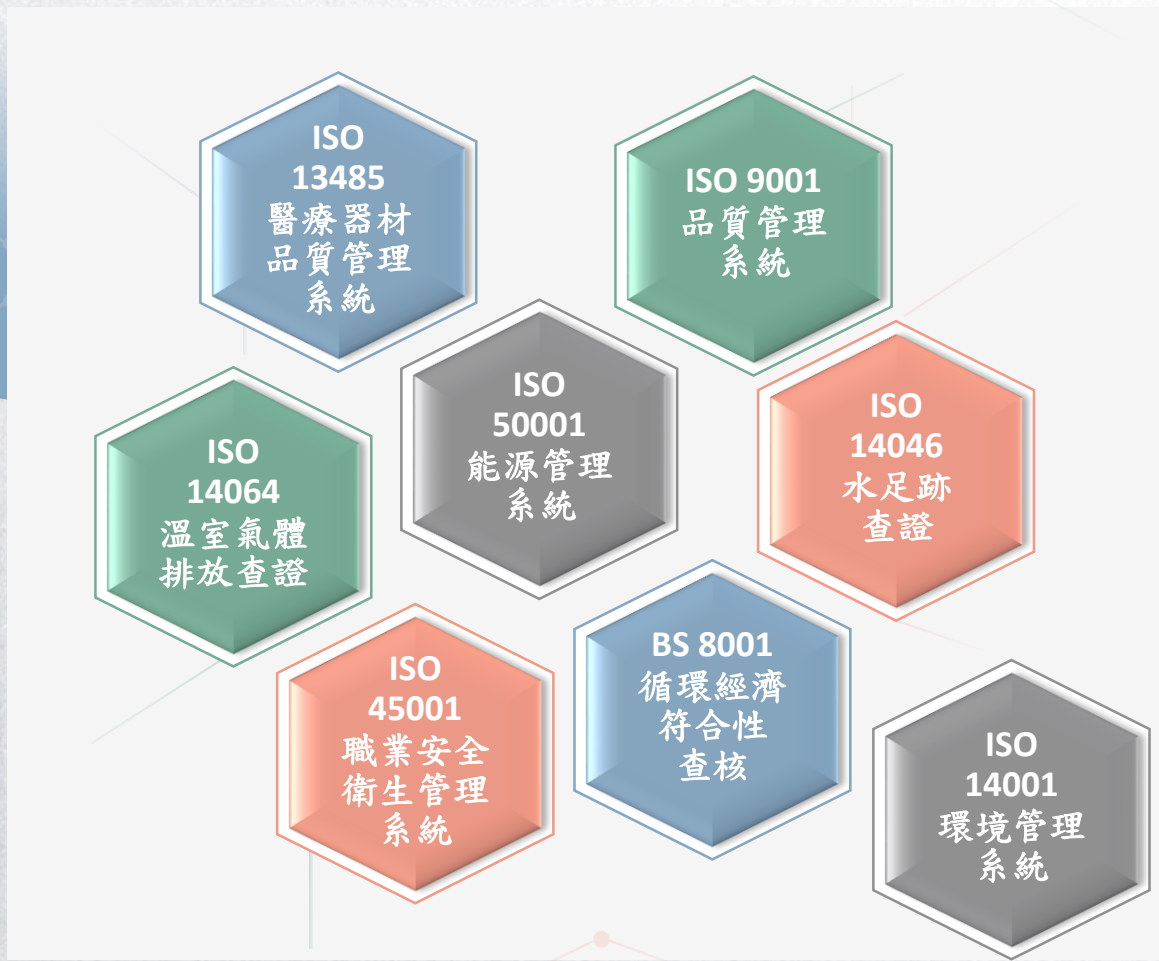 ISO
13485
醫療器材
品質管理
系統
ISO 9001
品質管理
系統
ISO
50001
能源管理
系統
ISO
14046
水足跡
查證
ISO
14064
溫室氣體
排放查證
ISO
45001
職業安全
衛生管理
系統
BS 8001
循環經濟
符合性
查核
ISO
14001
環境管理
系統